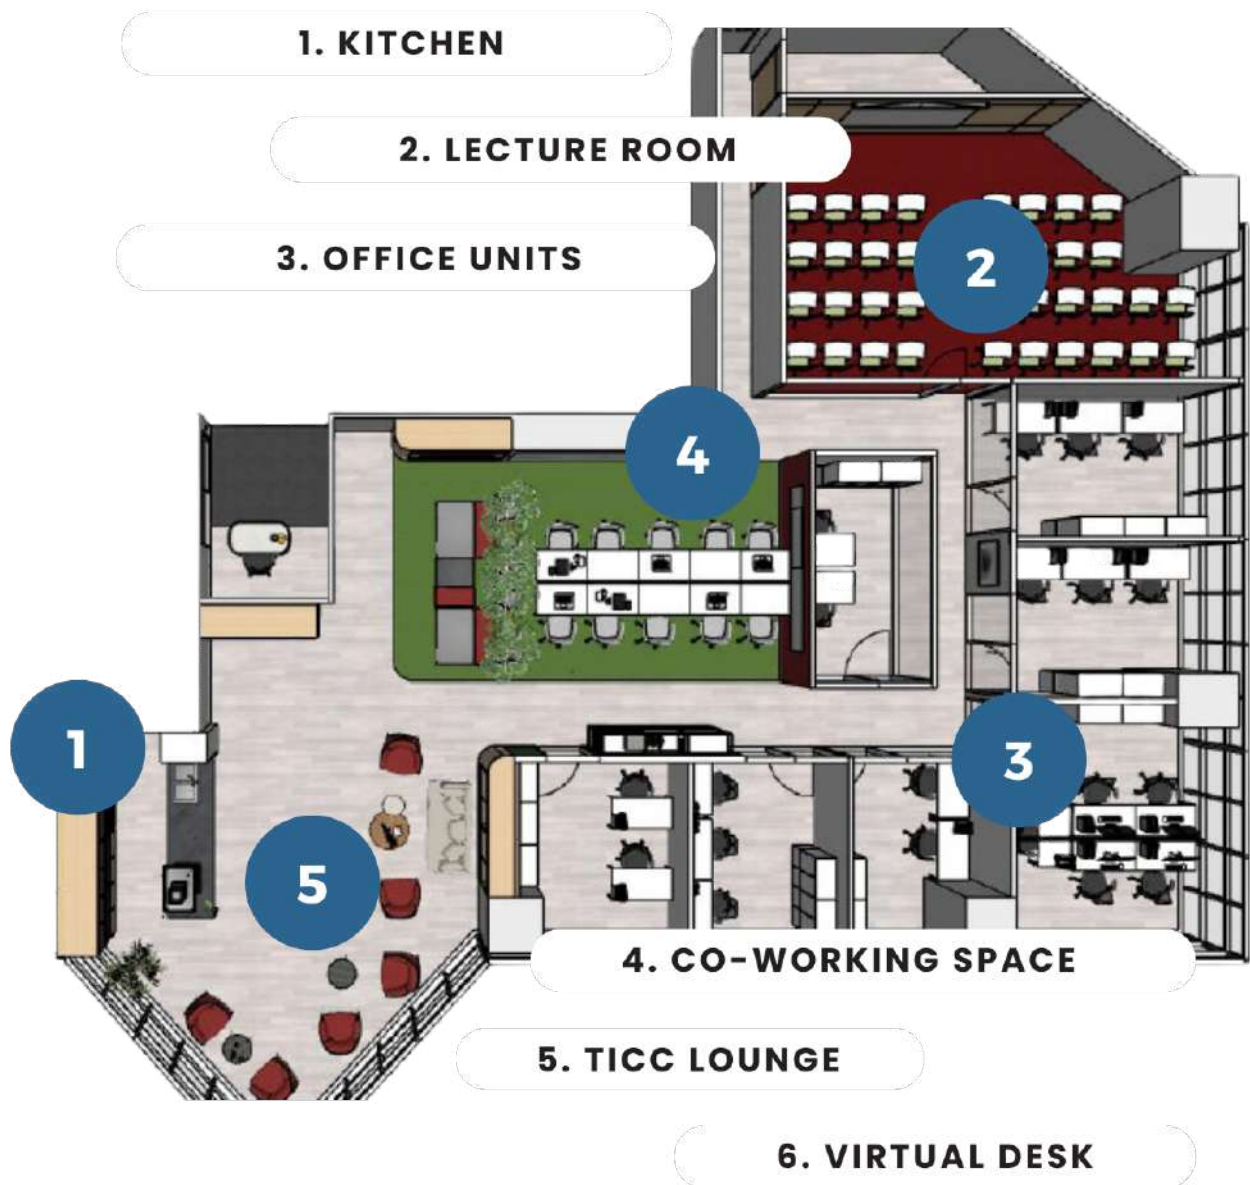 1. KITCHEN
2. LECTURE ROOM
3. OFFICE UNITS
2
4
1
3
5
4. CO-WORKING SPACE
5. TICC LOUNGE
6. VIRTUAL DESK